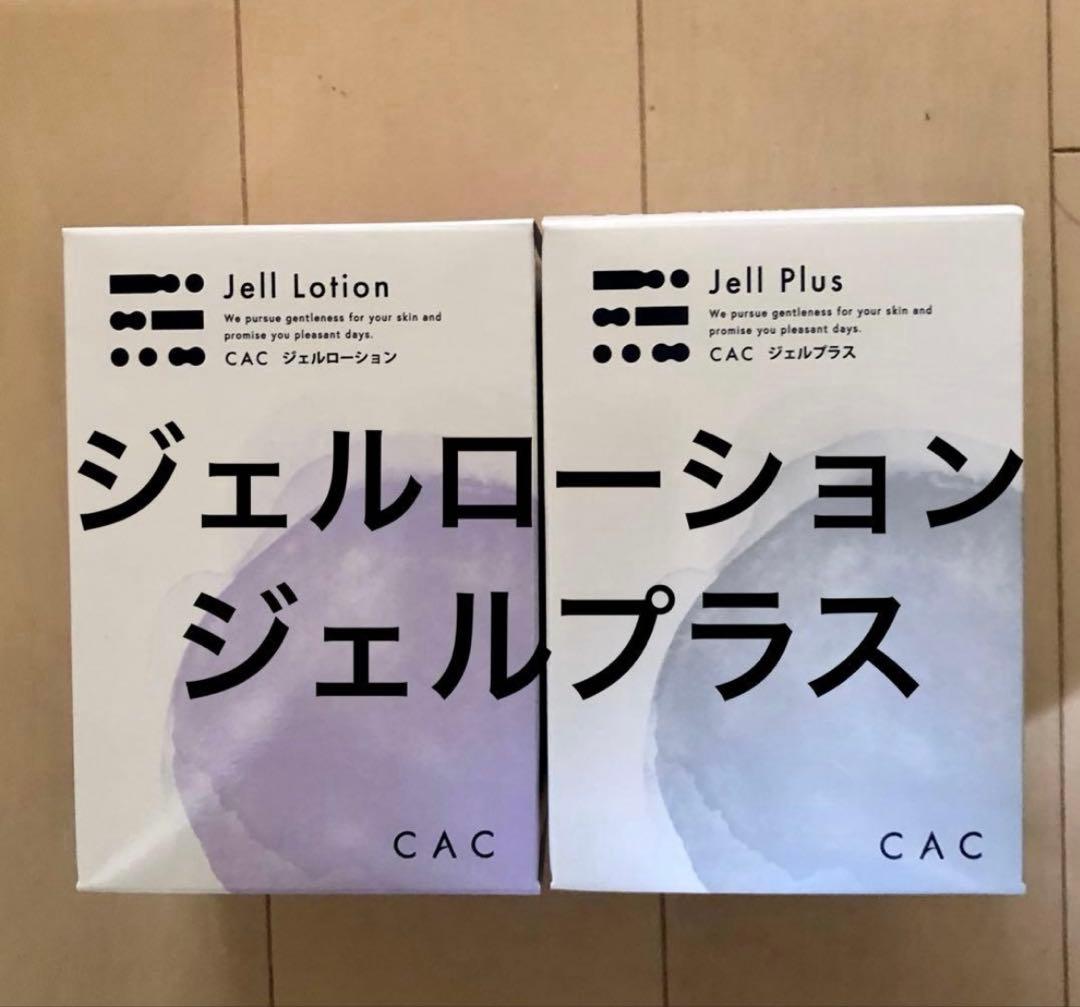 Jell Lotion
We pursue gentleness for your skin and
promise you pleasant days.
CAC ジェルローション
Jell Plus
We pursue gentleness for your skin and
promise you pleasant days.
CAC ジェルプラス
ジェルローション
ジェルプラス
CAC
CAC